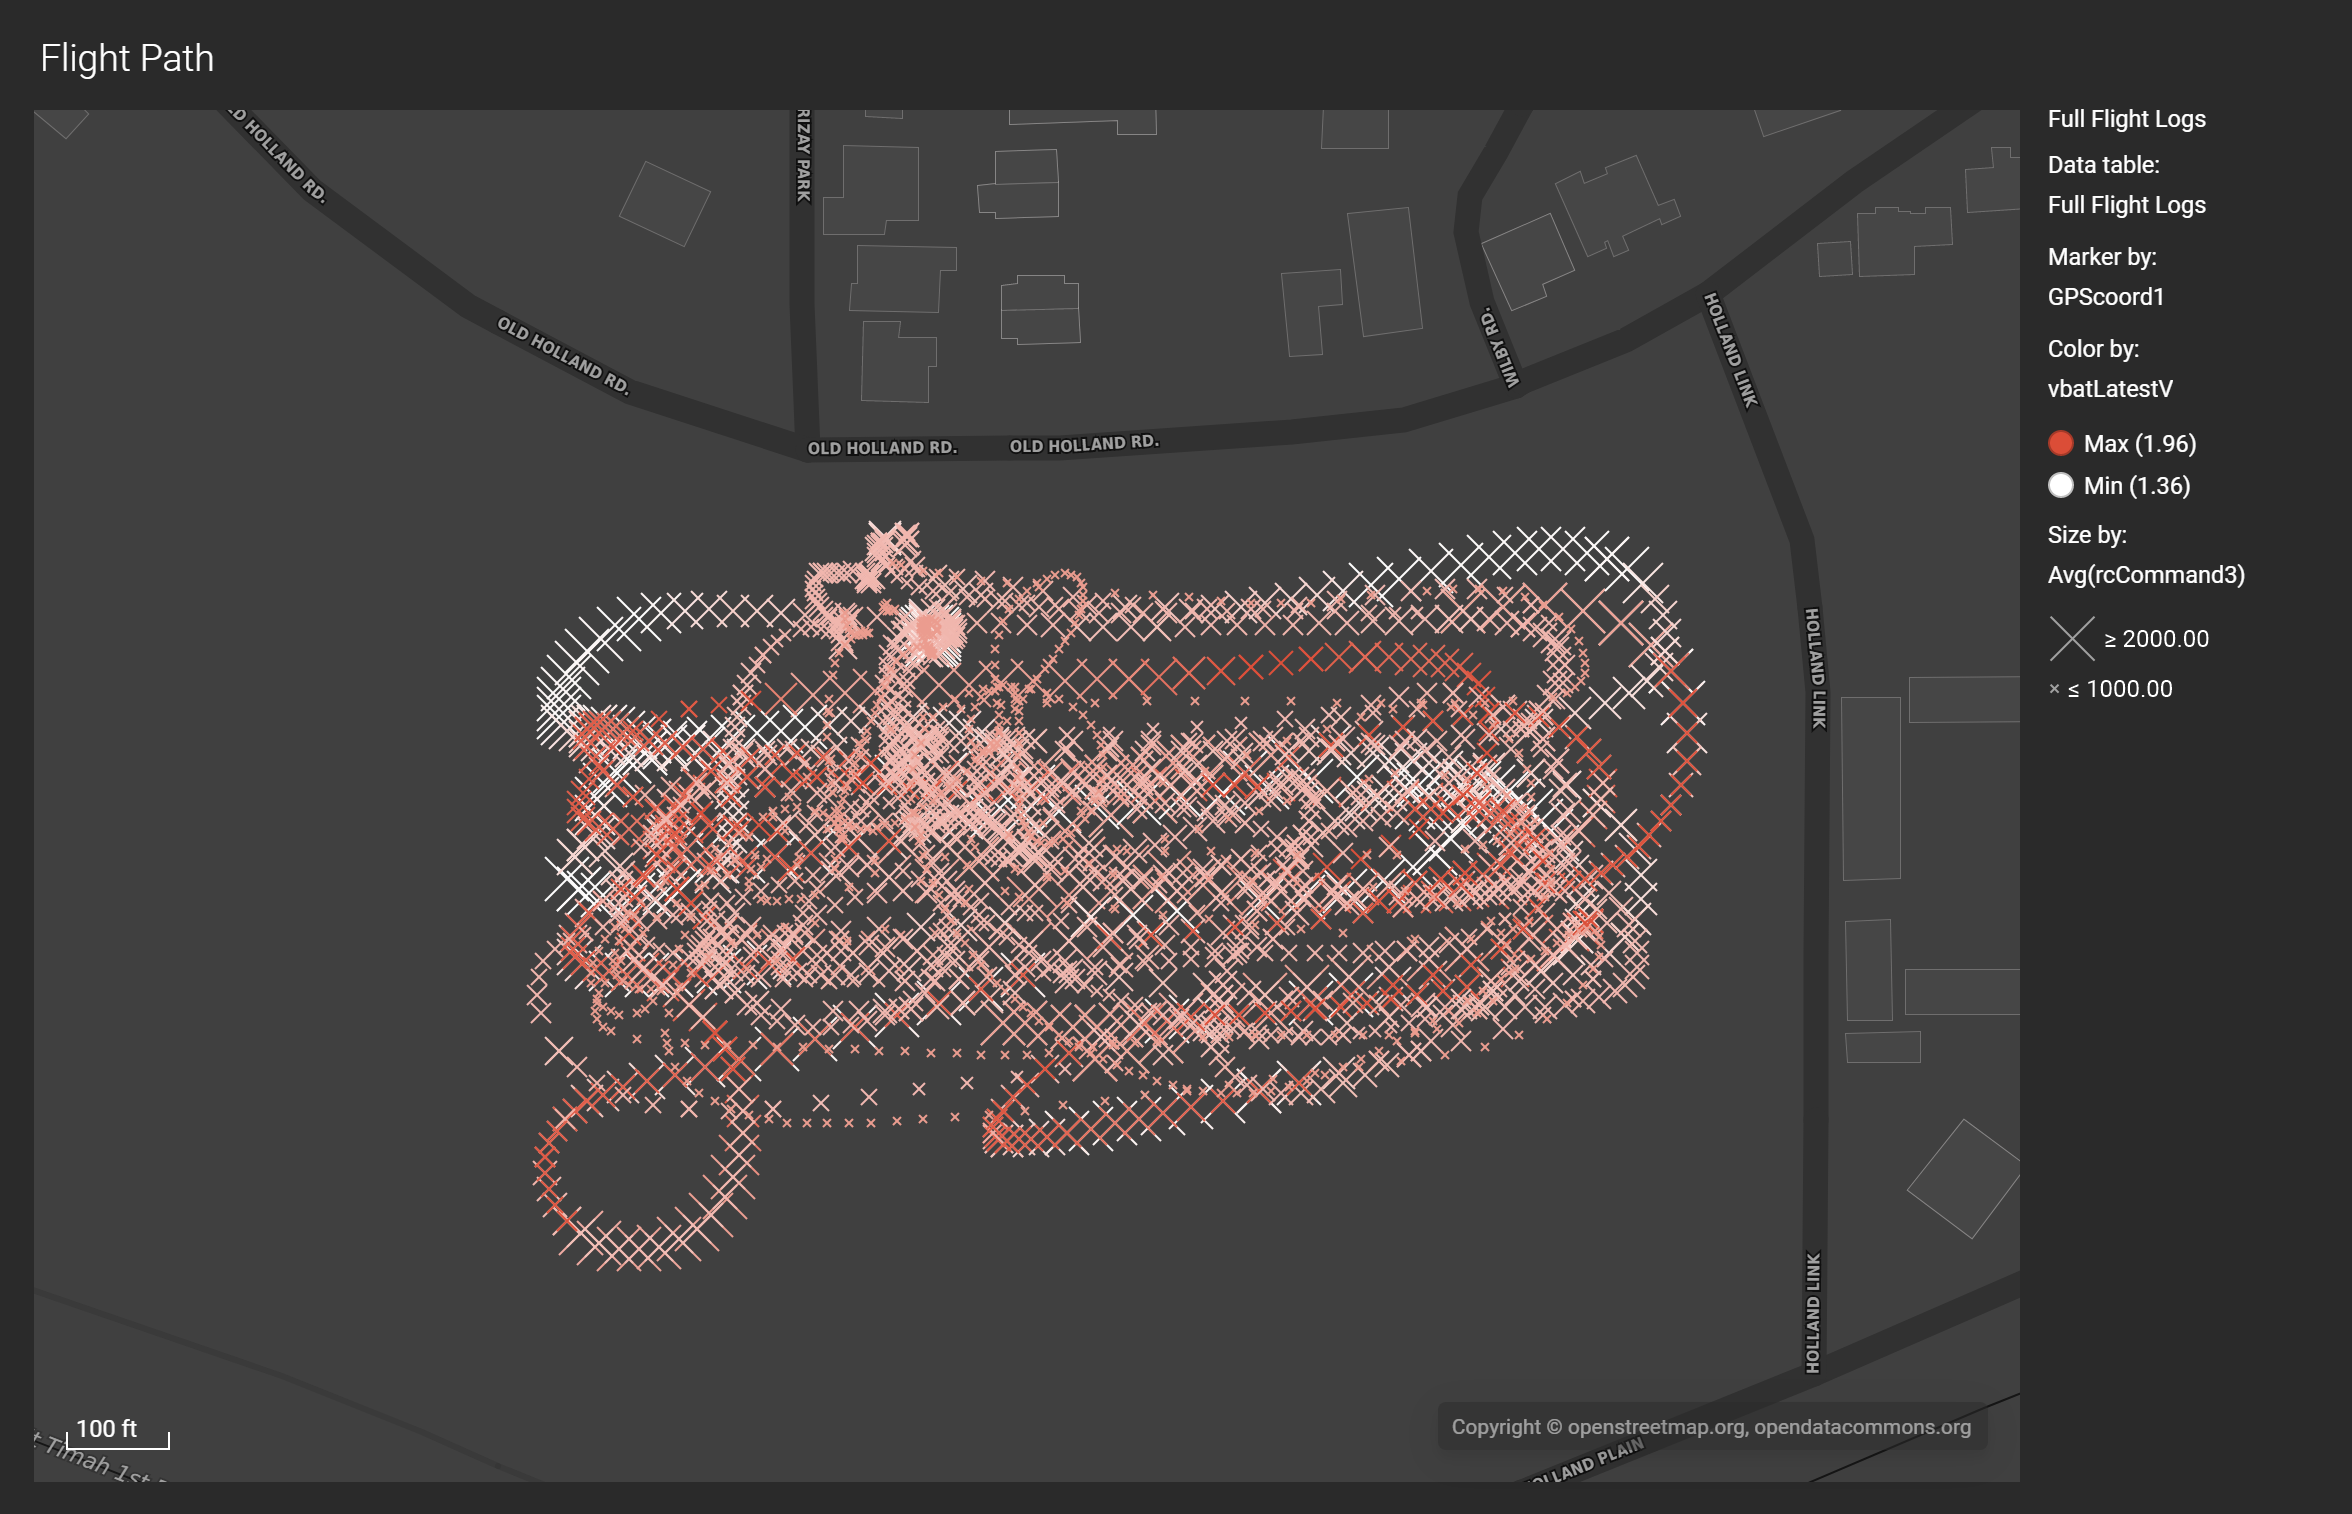 Flight Path
Full Flight Logs
Data table:
Full Flight Logs
Marker by:
GPScoord1
Color by:
vbatLatestV
Max (1.96)
Min (1.36)
Size by:
Avg(rcCommand3)
≥ 2000.00
≤ 1000.00
HOLLAND RD.
PARK
OLD HOLLAND RD.
OLD HOLLAND RD.
OLD HOLLAND RD.
WILBY RD.
HOLLAND LINK
HOLLAND LINK
HOLLAND LINK
100 ft
Timah 1st
Copyright © openstreetmap.org, opendatacommons.org
PLAIN